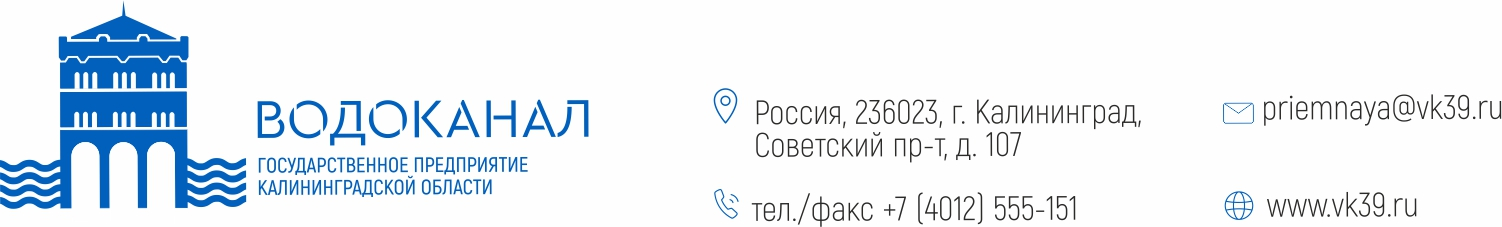 ВОДОКАНАЛ
ГОСУДАРСТВЕННОЕ ПРЕДПРИЯТИЕ
КАЛИНИНГРАДСКОЙ ОБЛАСТИ
Россия, 236023, г. Калининград,
Советский пр-т, д. 107
тел./факс +7 (4012) 555-151
priemnaya@vk39.ru
www.vk39.ru